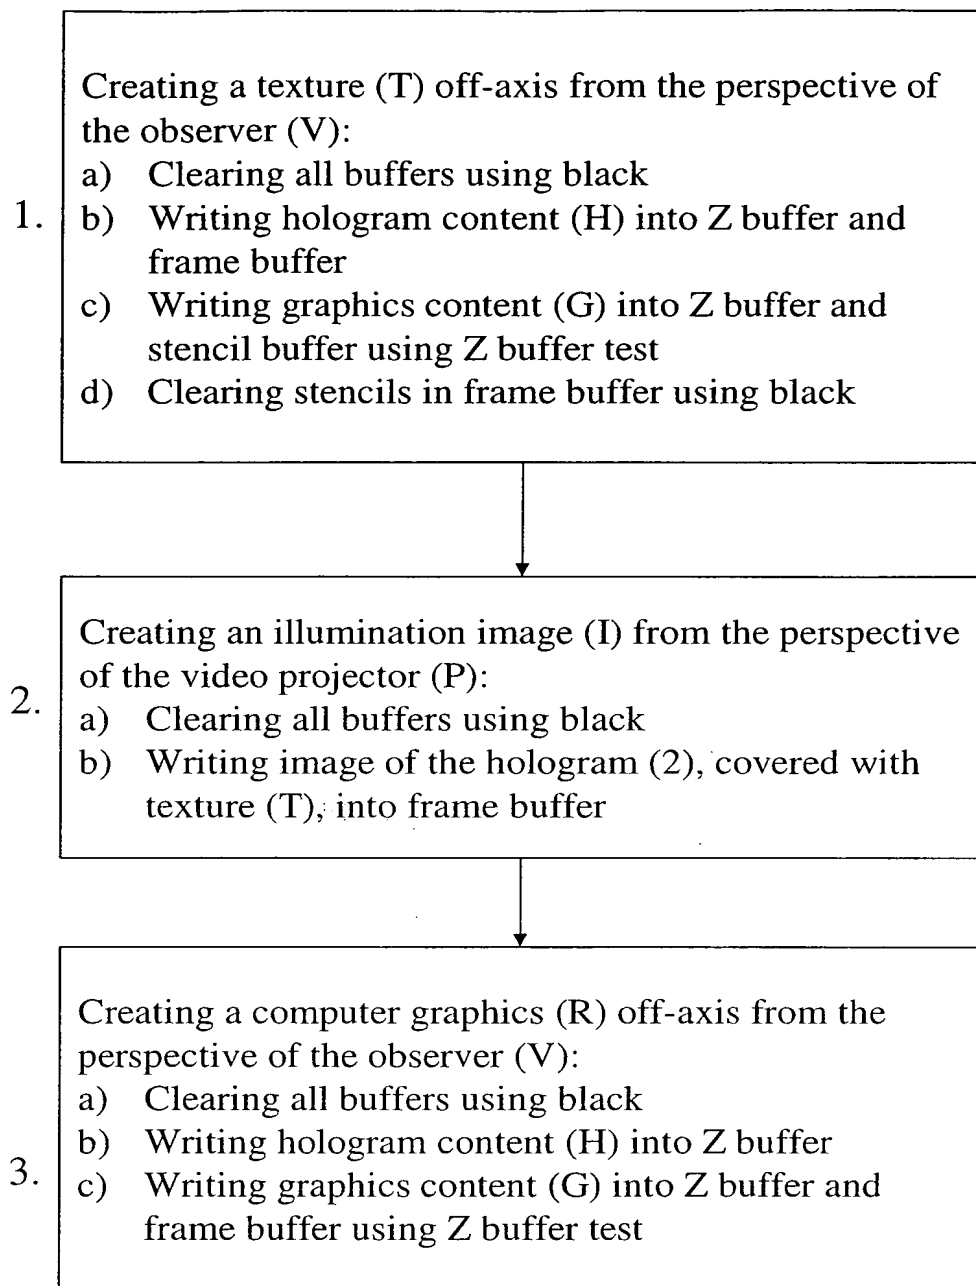 Creating a texture (T) off-axis from the perspective of
the observer (V):
a) Clearing all buffers using black
1. b) Writing hologram content (H) into Z buffer and
frame buffer
c) Writing graphics content (G) into Z buffer and
stencil buffer using Z buffer test
d) Clearing stencils in frame buffer using black
Creating an illumination image (I) from the perspective
of the video projector (P):
2. a) Clearing all buffers using black
b) Writing image of the hologram (2), covered with
texture (T), into frame buffer
Creating a computer graphics (R) off-axis from the
perspective of the observer (V):
a) Clearing all buffers using black
b) Writing hologram content (H) into Z buffer
3. c) Writing graphics content (G) into Z buffer and
frame buffer using Z buffer test